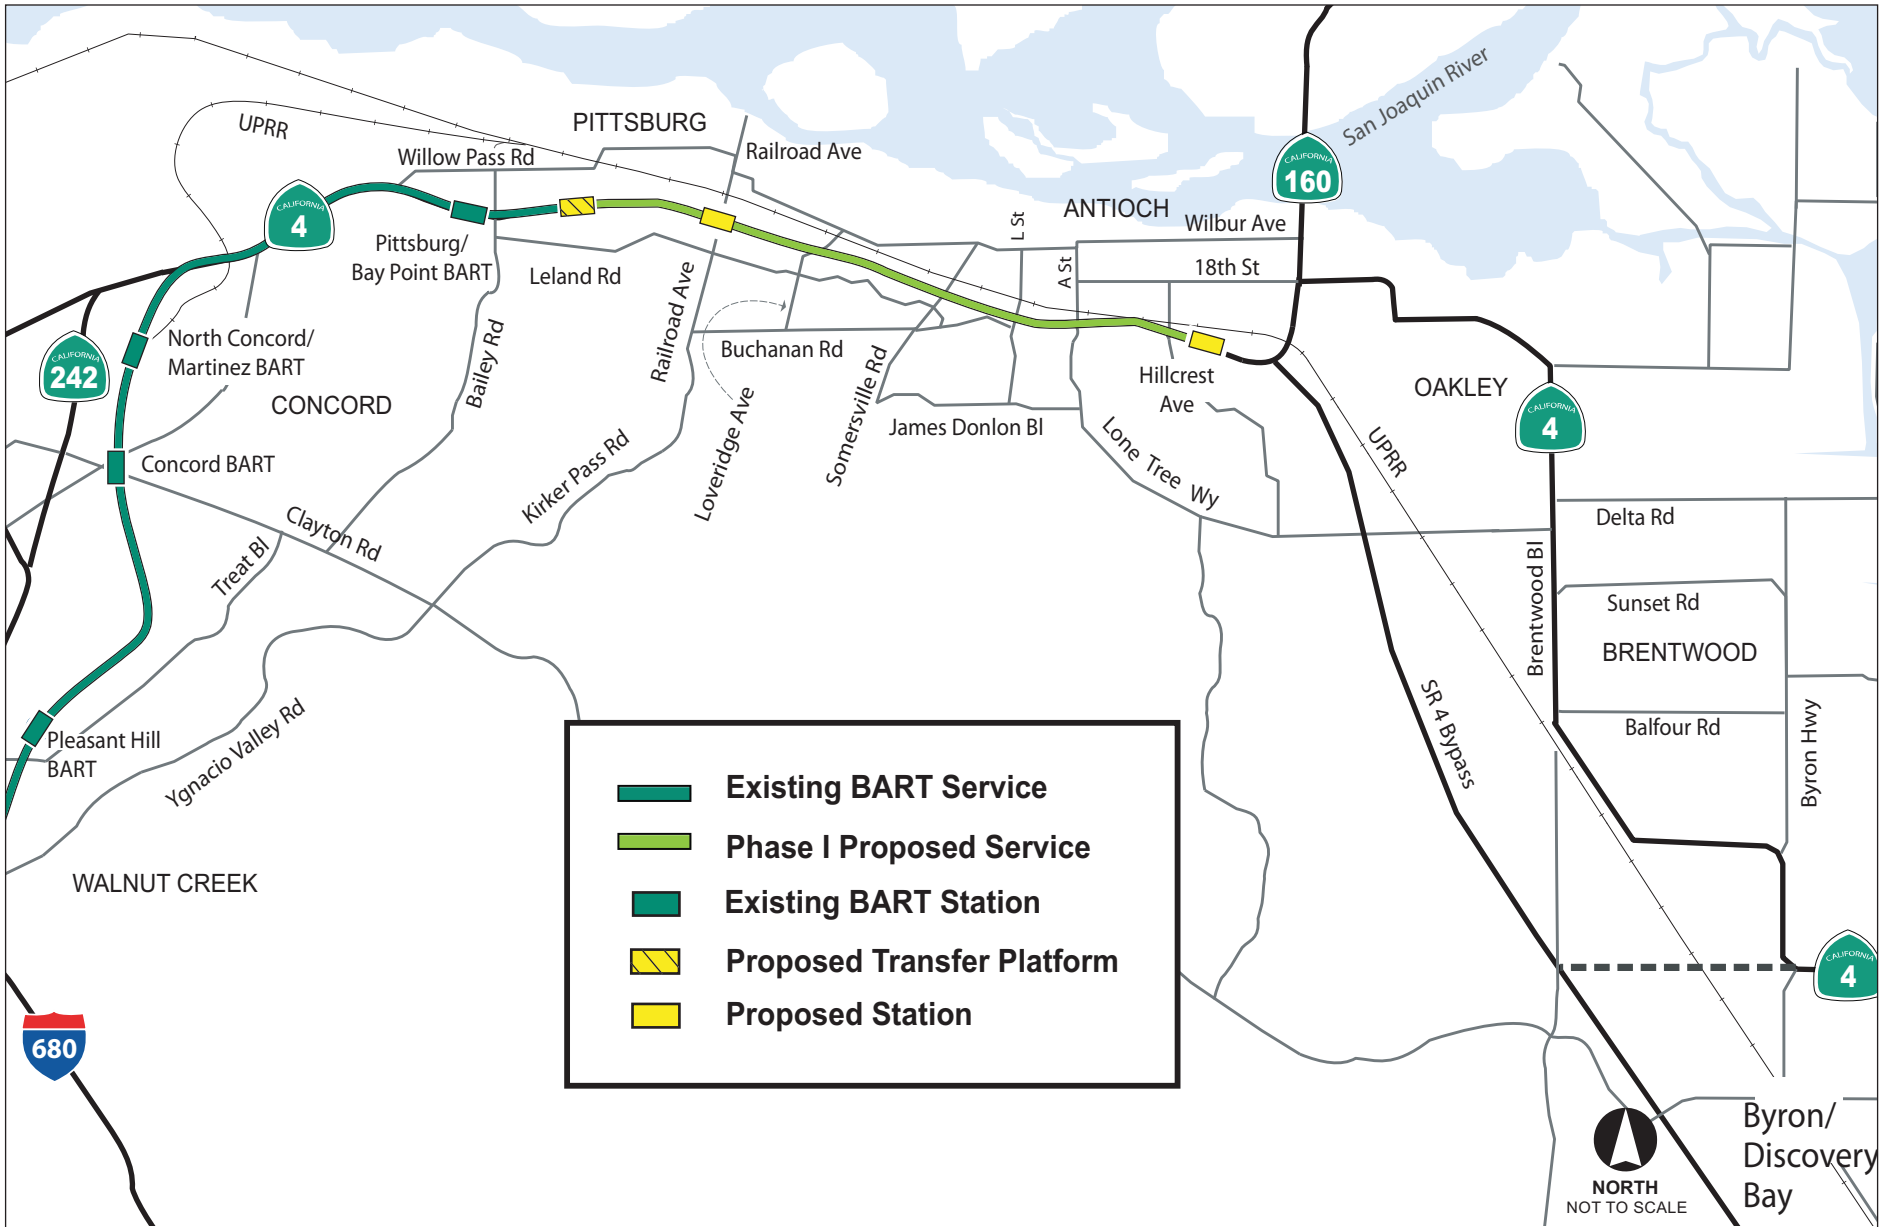 San Joaquin River
UPRR
PITTSBURG
Railroad Ave
Willow Pass Rd
CALIFORNIA
160
CALIFORNIA
4
ANTIOCH
L St
Wilbur Ave
Pittsburg/
Bay Point BART
Leland Rd
A St
18th St
Railroad Ave
North Concord/
Martinez BART
CALIFORNIA
242
Bailey Rd
Buchanan Rd
Somersville Rd
Hillcrest
Ave
OAKLEY
CONCORD
Loveridge Ave
James Donlon Bl
CALIFORNIA
4
Concord BART
Kirker Pass Rd
Lone Tree Wy
UPRR
Clayton Rd
Treat Bl
Delta Rd
Brentwood Bl
Sunset Rd
BRENTWOOD
SR 4 Bypass
Balfour Rd
Byron Hwy
Pleasant Hill
BART
Ygnacio Valley Rd
WALNUT CREEK
Existing BART Service
Phase I Proposed Service
Existing BART Station
Proposed Transfer Platform
Proposed Station
CALIFORNIA
4
680
Byron/
Discovery
Bay
NORTH
NOT TO SCALE